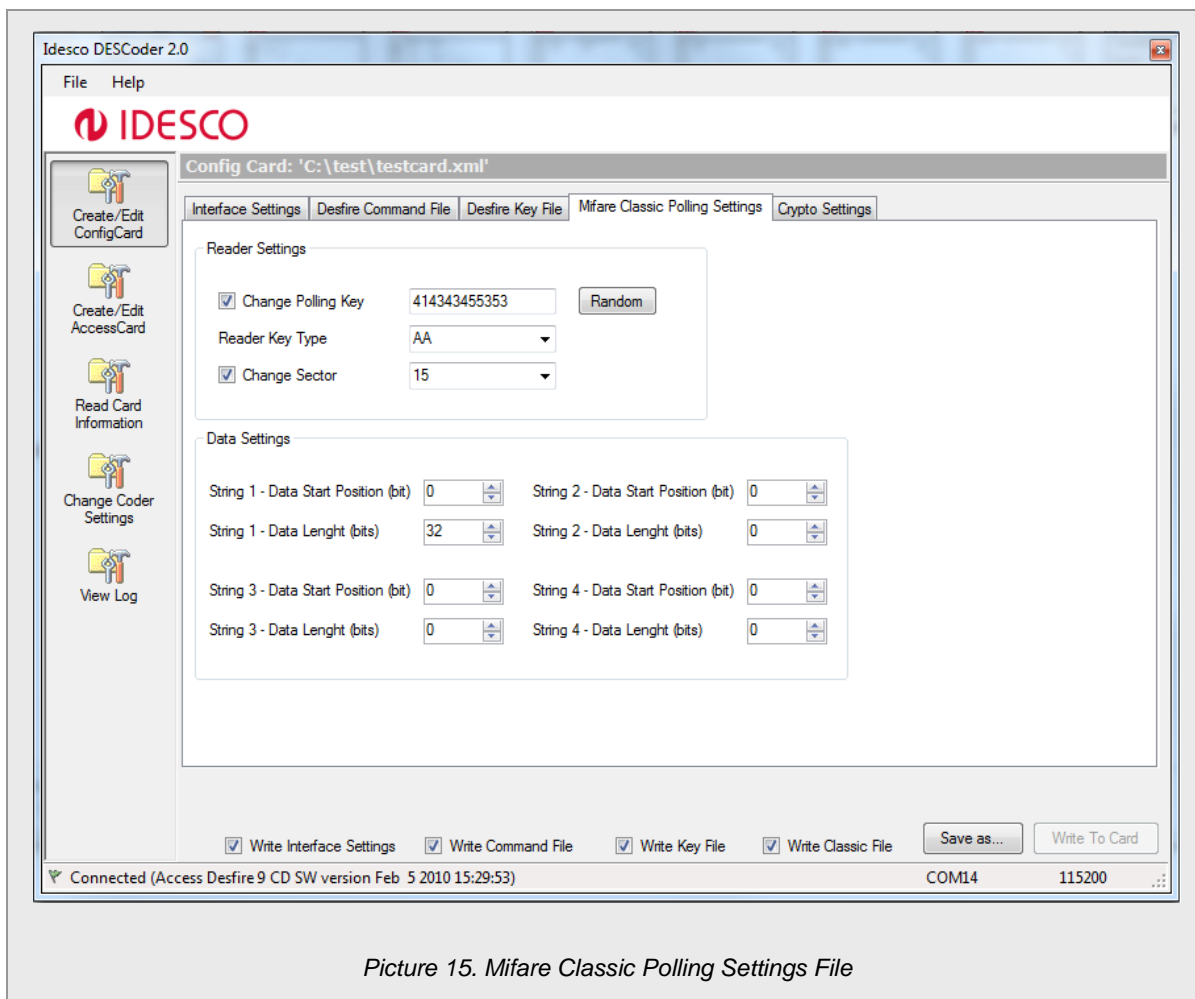 Idesco DESCoder 2.0
File Help
IDESCO
Config Card: 'C:\test\testcard.xml'
Create/Edit
ConfigCard
Create/Edit
AccessCard
Read Card
Information
Change Coder
Settings
View Log
Interface Settings Desfire Command File Desfire Key File Mifare Classic Polling Settings Crypto Settings
Reader Settings
Change Polling Key 414343455353 Random
Reader Key Type AA
Change Sector 15
Data Settings
String 1 - Data Start Position (bit) 0 String 2 - Data Start Position (bit) 0
String 1 - Data Lenght (bits) 32 String 2 - Data Lenght (bits) 0
String 3 - Data Start Position (bit) 0 String 4 - Data Start Position (bit) 0
String 3 - Data Lenght (bits) 0 String 4 - Data Lenght (bits) 0
Write Interface Settings Write Command File Write Key File Write Classic File Save as... Write To Card
Connected (Access Desfire 9 CD SW version Feb 5 2010 15:29:53) COM14 115200
Picture 15. Mifare Classic Polling Settings File